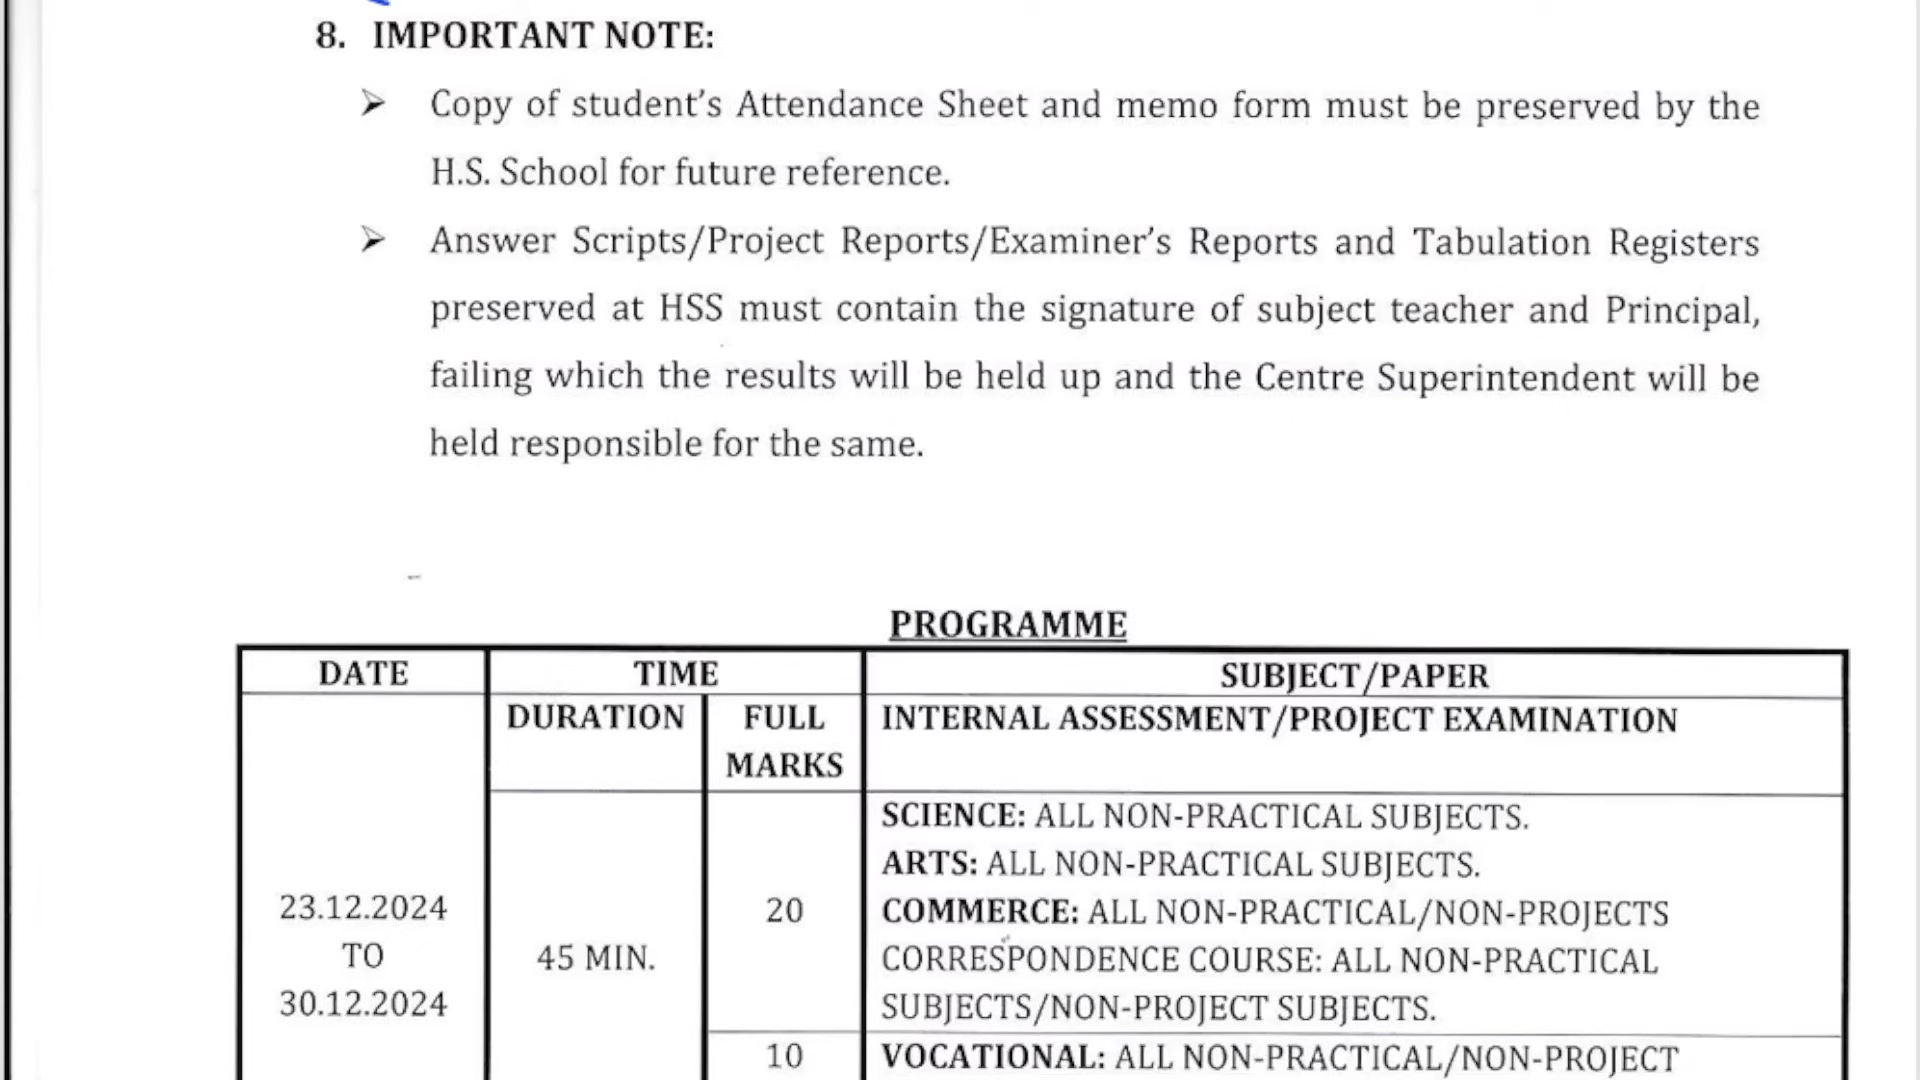 8. IMPORTANT NOTE:
➢ Copy of student’s Attendance Sheet and memo form must be preserved by the
H.S. School for future reference.
➢ Answer Scripts/Project Reports/Examiner’s Reports and Tabulation Registers
preserved at HSS must contain the signature of subject teacher and Principal,
failing which the results will be held up and the Centre Superintendent will be
held responsible for the same.
PROGRAMME
DATE TIME SUBJECT/PAPER
DURATION FULL MARKS INTERNAL ASSESSMENT/PROJECT EXAMINATION
23.12.2024
TO
30.12.2024
45 MIN.
20
SCIENCE: ALL NON-PRACTICAL SUBJECTS.
ARTS: ALL NON-PRACTICAL SUBJECTS.
COMMERCE: ALL NON-PRACTICAL/NON-PROJECTS
CORRESPONDENCE COURSE: ALL NON-PRACTICAL
SUBJECTS/NON-PROJECT SUBJECTS.
10 VOCATIONAL: ALL NON-PRACTICAL/NON-PROJECT